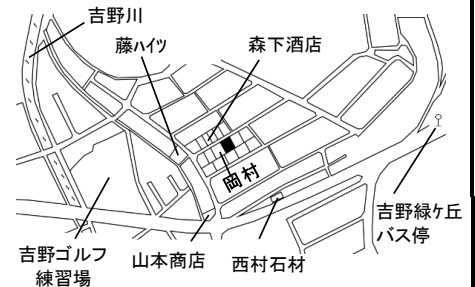 吉野川
藤ハイツ
森下酒店
岡村
吉野緑ケ丘
バス停
吉野ゴルフ
練習場
山本商店
西村石材